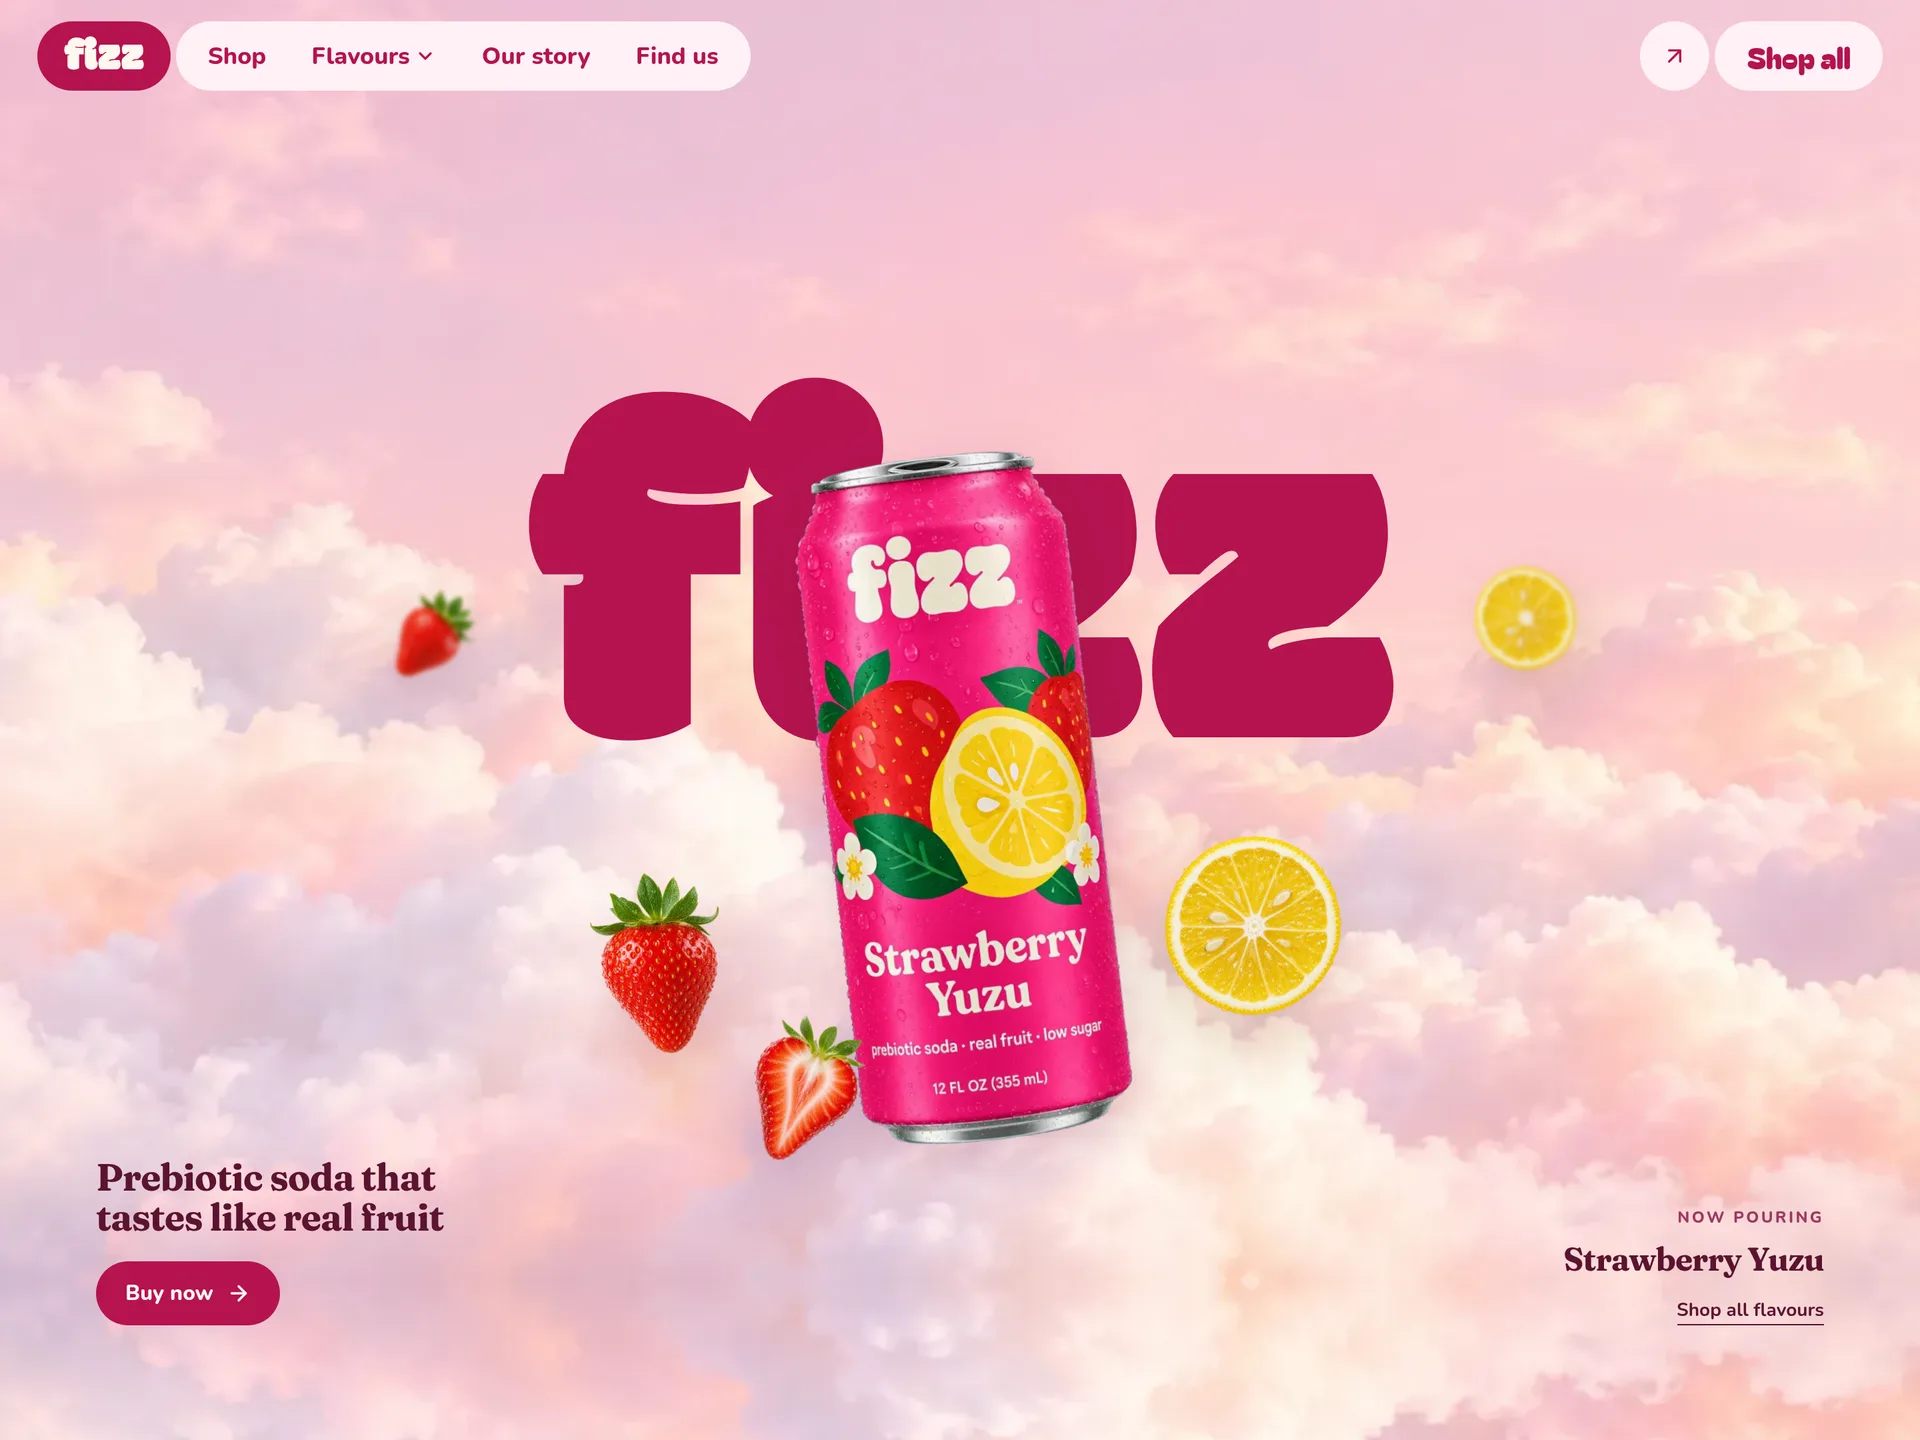 fizz
Shop
Flavours
Our story
Find us
Shop all
fizz
fizz
Strawberry
Yuzu
prebiotic soda · real fruit · low sugar
12 FL OZ (355 mL)
Prebiotic soda that
tastes like real fruit
Buy now
NOW POURING
Strawberry Yuzu
Shop all flavours